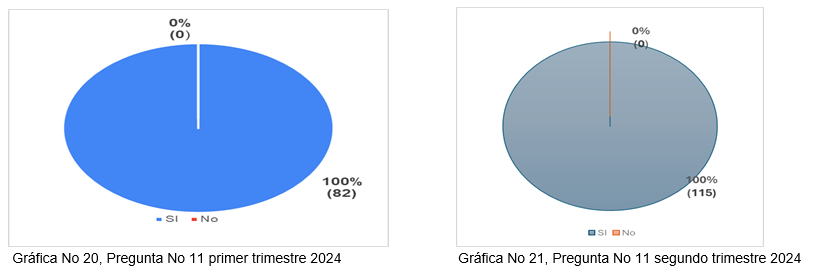 0%
(0)
100%
(82)
SI No
Gráfica No 20, Pregunta No 11 primer trimestre 2024
0%
(0)
100%
(115)
SI No
Gráfica No 21, Pregunta No 11 segundo trimestre 2024